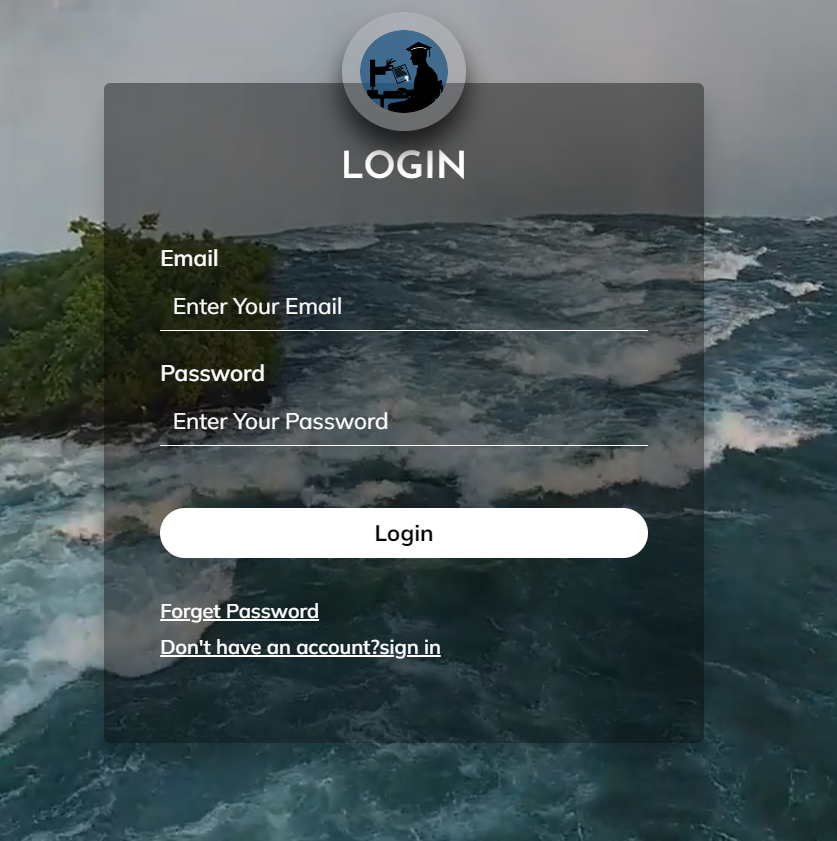 LOGIN
Email
Enter Your Email
Password
Enter Your Password
Login
Forget Password
Don't have an account?sign in